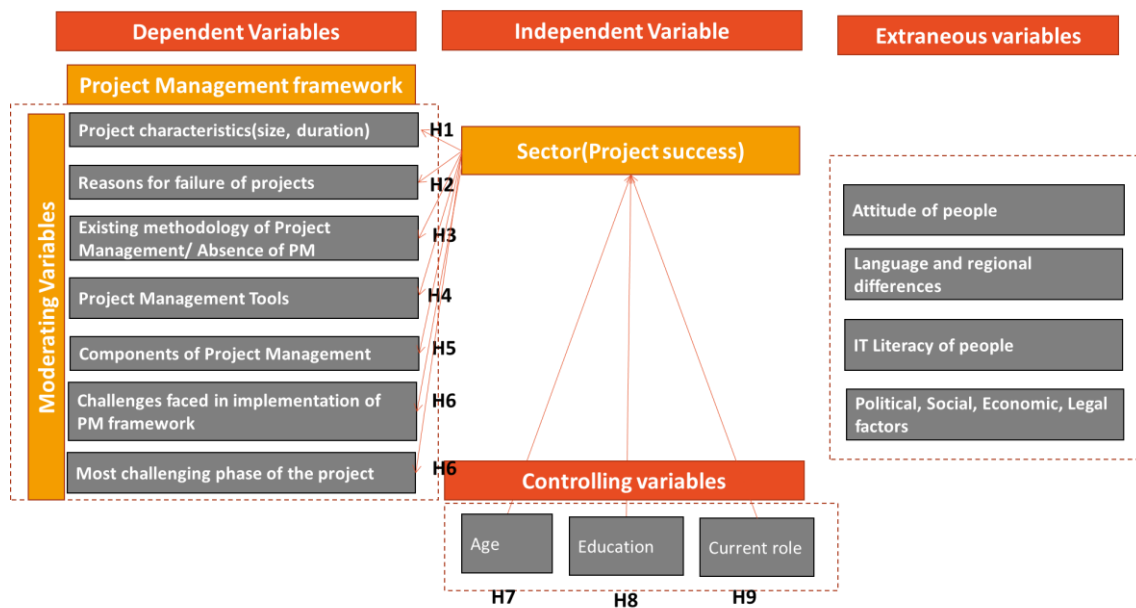 Dependent Variables
Independent Variable
Extraneous variables
Project Management framework
Moderating Variables
Project characteristics(size, duration)
H1
Reasons for failure of projects
H2
Existing methodology of Project
Management/ Absence of PM
H3
Project Management Tools
H4
Components of Project Management
H5
Challenges faced in implementation of
PM framework
H6
Most challenging phase of the project
H6
Sector(Project success)
Controlling variables
Age
Education
Current role
H7
H8
H9
Attitude of people
Language and regional
differences
IT Literacy of people
Political, Social, Economic, Legal
factors